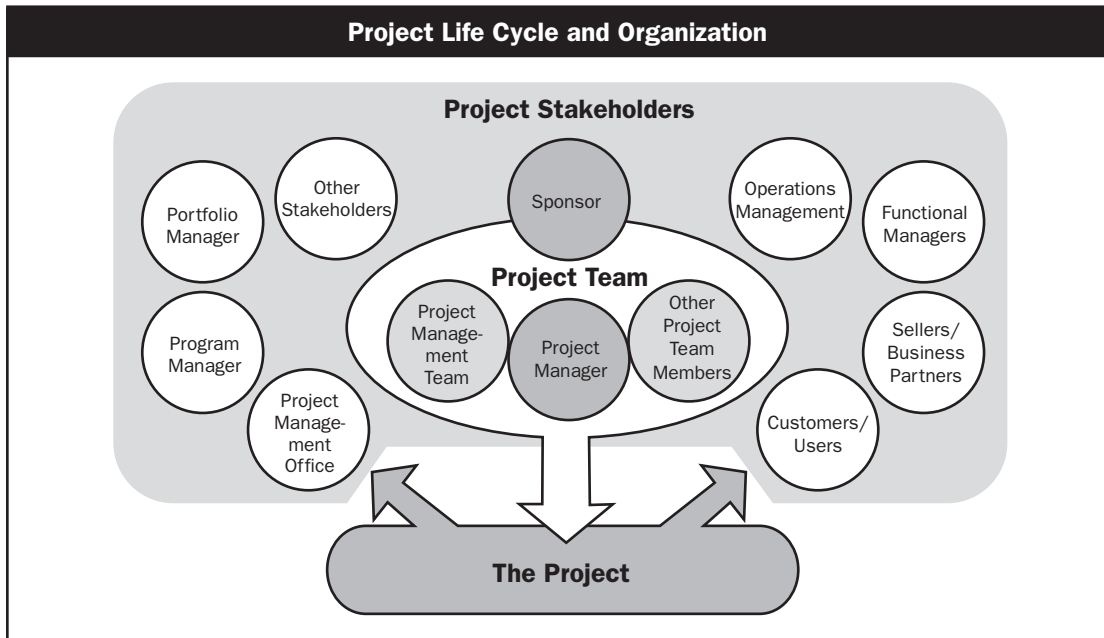 Project Life Cycle and Organization
Project Stakeholders
Portfolio
Manager
Other
Stakeholders
Sponsor
Operations
Management
Functional
Managers
Project Team
Program
Manager
Project
Manage-
ment
Team
Project
Manager
Other
Project
Team
Members
Sellers/
Business
Partners
Project
Manage-
ment
Office
Customers/
Users
The Project